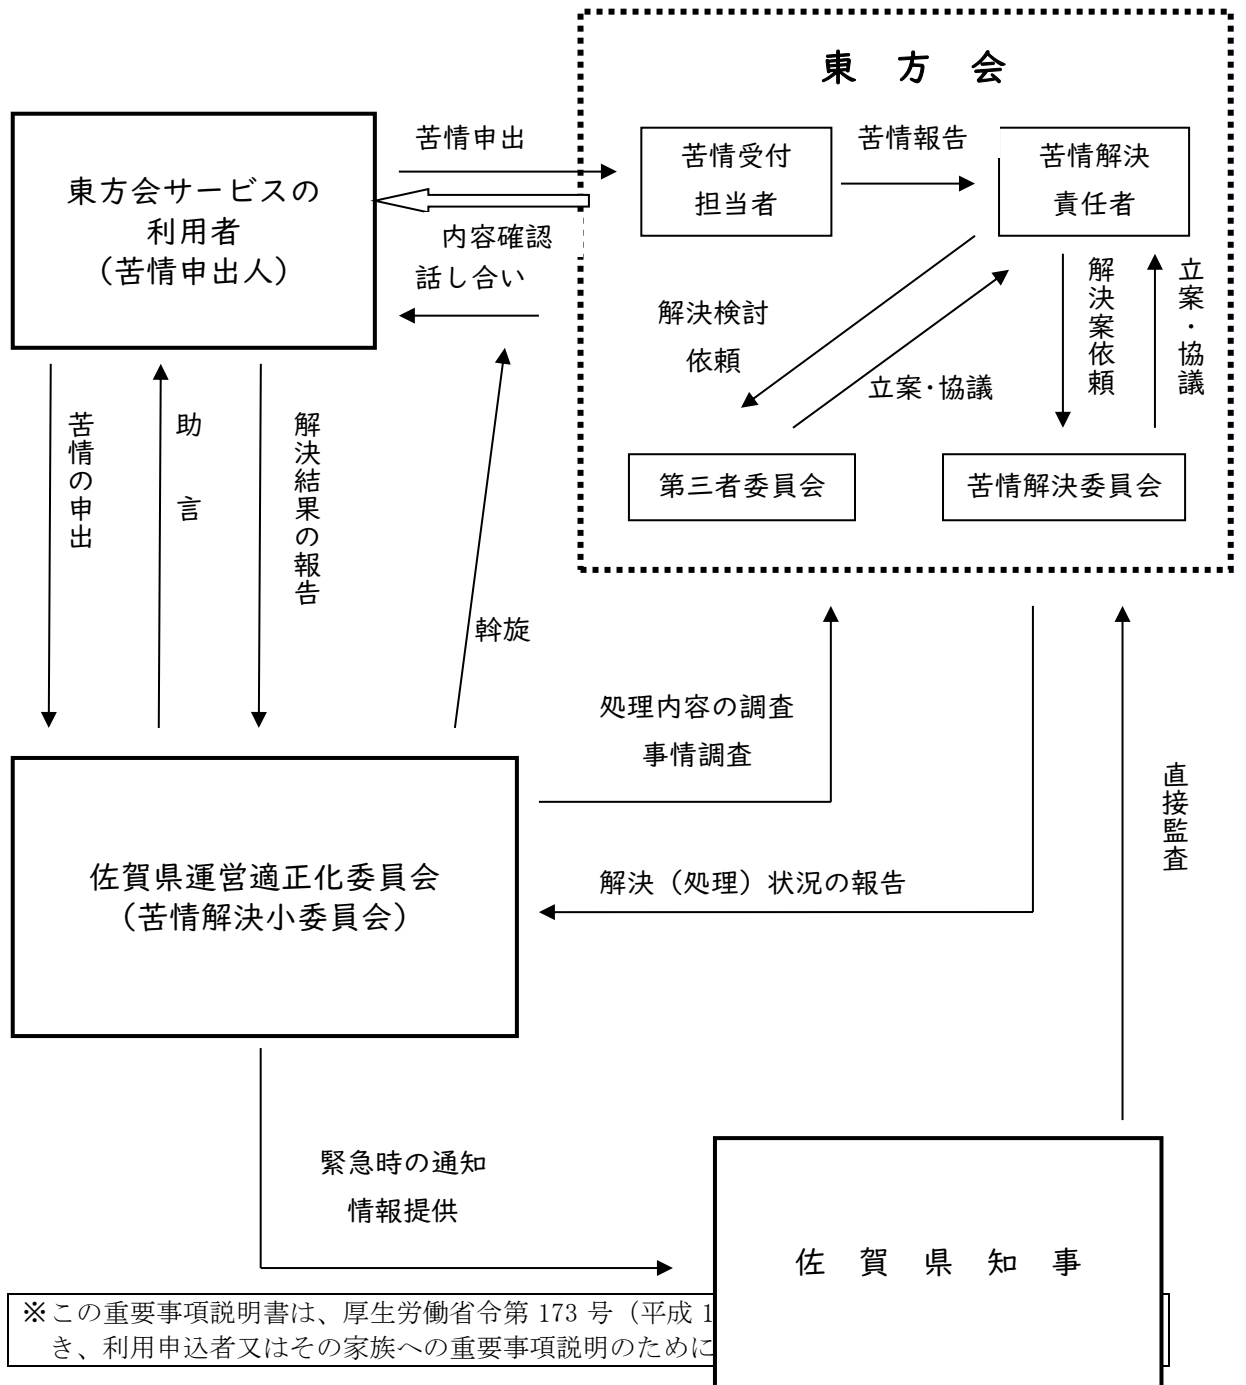 東 方 会
東方会サービスの
利用者
（苦情申出人）
苦情申出
内容確認
話し合い
苦情受付
担当者
苦情報告
苦情解決
責任者
解決検討
依頼
立案・協議
解決案依頼
立案・協議
第三者委員会
苦情解決委員会
苦情の申出
助言
解決結果の報告
斡旋
処理内容の調査
事情調査
解決（処理）状況の報告
直接監査
佐賀県運営適正化委員会
（苦情解決小委員会）
緊急時の通知
情報提供
佐 賀 県 知 事
※この重要事項説明書は、厚生労働省令第 173 号（平成 1
き、利用申込者又はその家族への重要事項説明のために